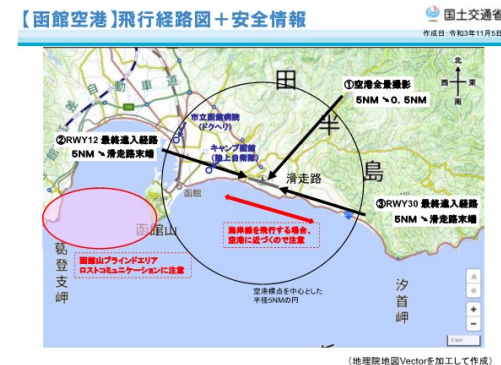 【函館空港】飛行経路図＋安全情報
国土交通省
作成日:令和3年11月5日
北
西 東
南
①空港全景撮影
5NM ↘0.5NM
田
半
島
自動車道
市立函館病院
(ドクヘリ)
②RWY12 最終進入経路
5NM ↘滑走路末端
キャンプ函館
(陸上自衛隊)
滑走路
函館
③RWY30 最終進入経路
5NM ↘滑走路末端
函館山
海岸線を飛行する場合、
空港に近づくので注意
葛登支岬
函館山ブラインドエリア
ロストコミュニケーションに注意
空港標点を中心とした
半径5NMの円
汐首岬
+
−
(地理院地図Vectorを加工して作成)